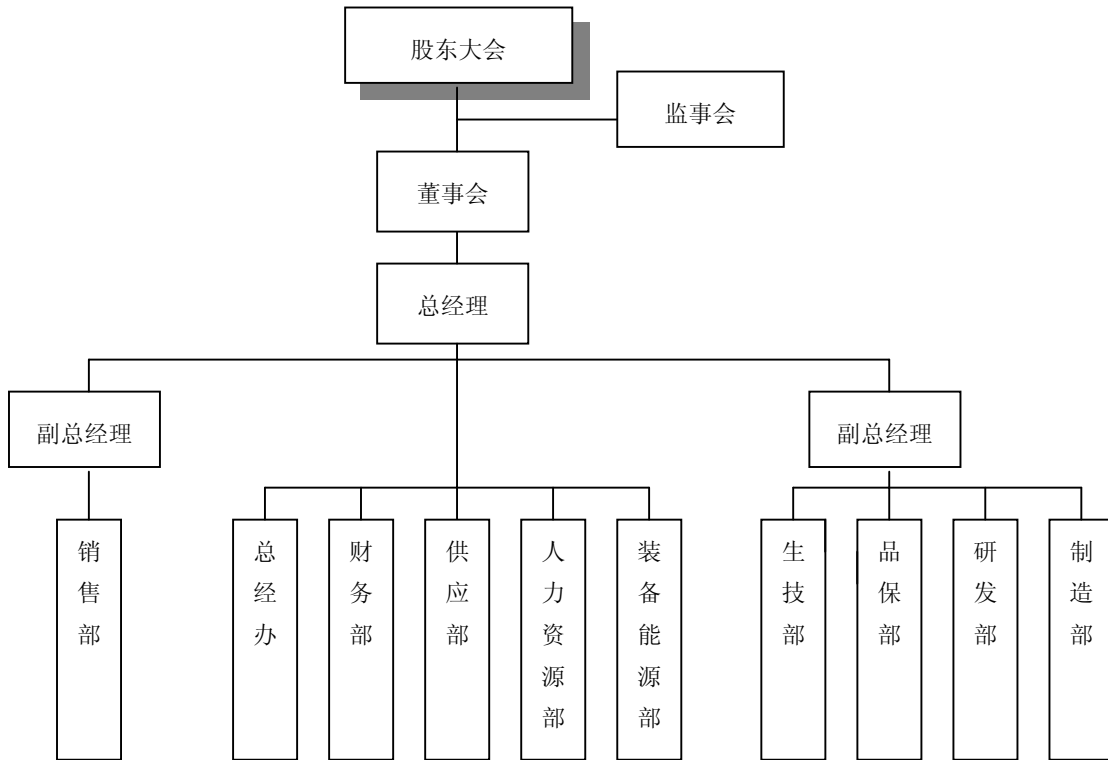 股东大会
监事会
董事会
总经理
副总经理
副总经理
销售部
总经办
财务部
供应部
人力资源部
装备能源部
生技部
品保部
研发部
制造部